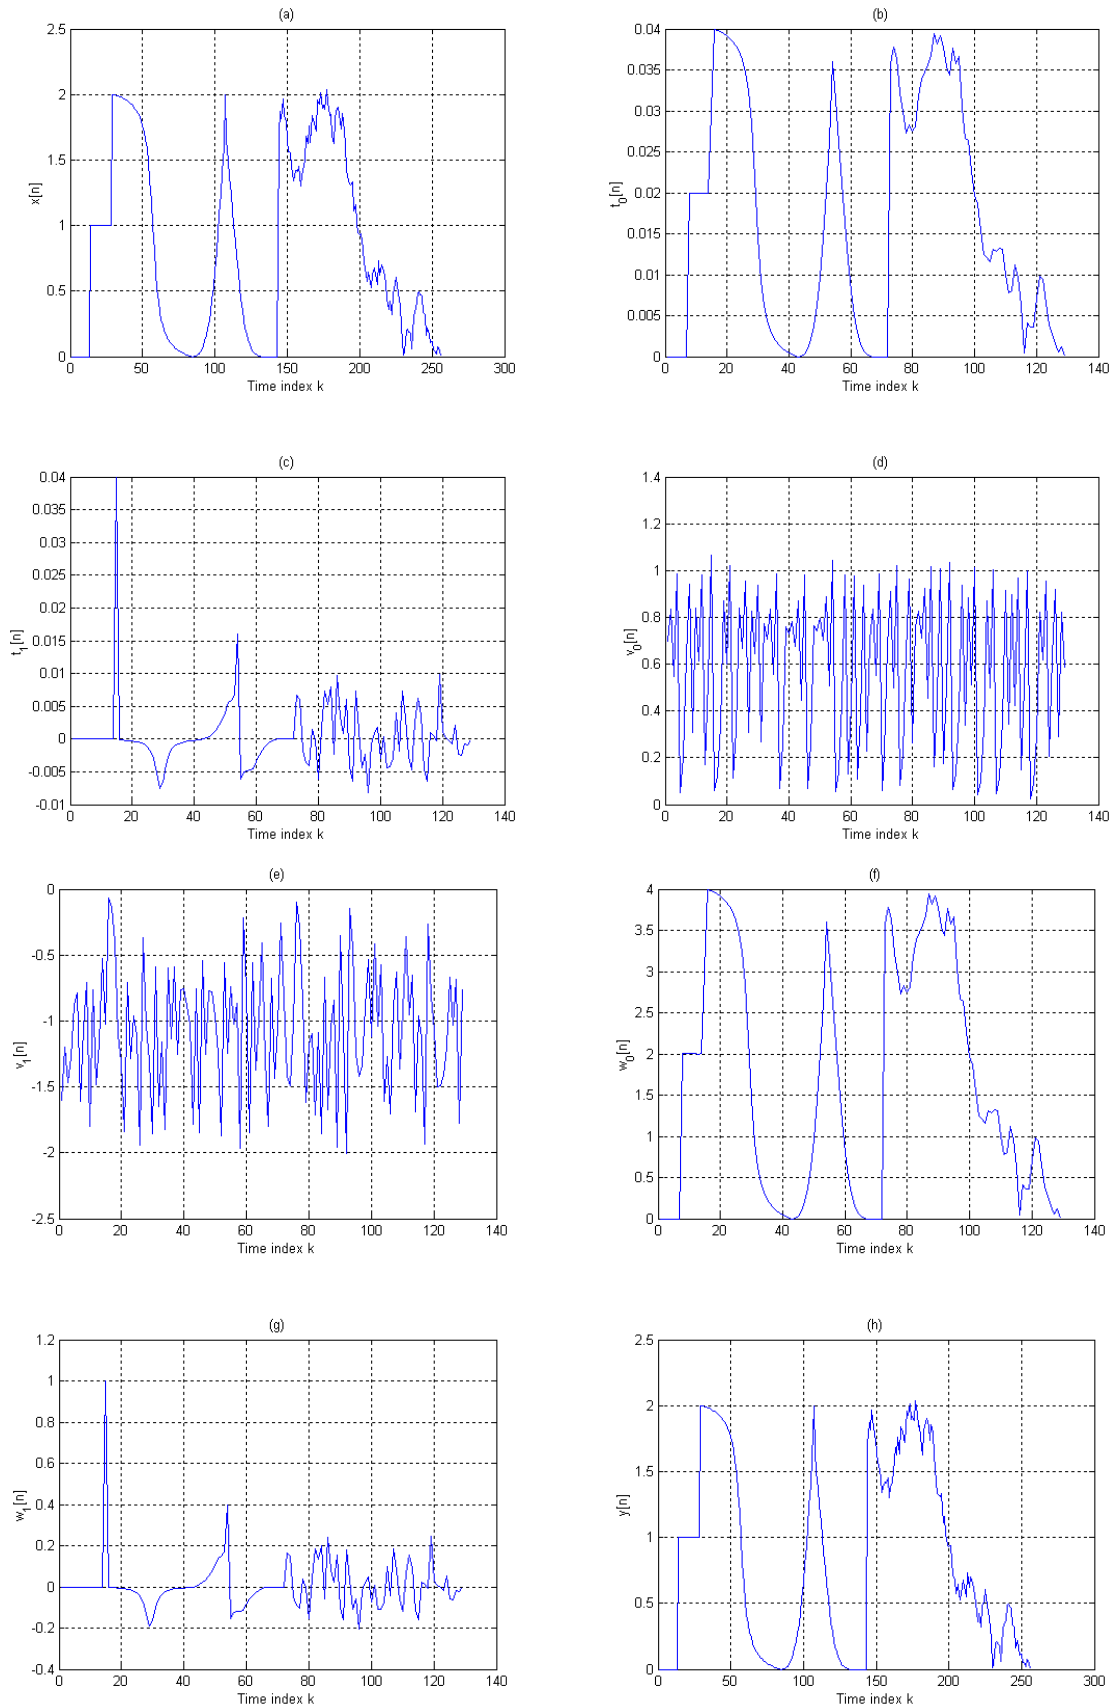 (a)
2.5
2
1.5
1
0.5
0
x[n]
0 50 100 150 200 250 300
Time index k
(b)
0.04
0.035
0.03
0.025
0.02
0.015
0.01
0.005
0
t0[n]
0 20 40 60 80 100 120 140
Time index k
(c)
0.04
0.035
0.03
0.025
0.02
0.015
0.01
0.005
0
-0.005
-0.01
t1[n]
0 20 40 60 80 100 120 140
Time index k
(d)
1.4
1.2
1
0.8
0.6
0.4
0.2
0
v0[n]
0 20 40 60 80 100 120 140
Time index k
(e)
0
-0.5
-1
-1.5
-2
-2.5
v1[n]
0 20 40 60 80 100 120 140
Time index k
(f)
4
3.5
3
2.5
2
1.5
1
0.5
0
w0[n]
0 20 40 60 80 100 120 140
Time index k
(g)
1.2
1
0.8
0.6
0.4
0.2
0
-0.2
-0.4
w1[n]
0 20 40 60 80 100 120 140
Time index k
(h)
2.5
2
1.5
1
0.5
0
y[n]
0 50 100 150 200 250 300
Time index k